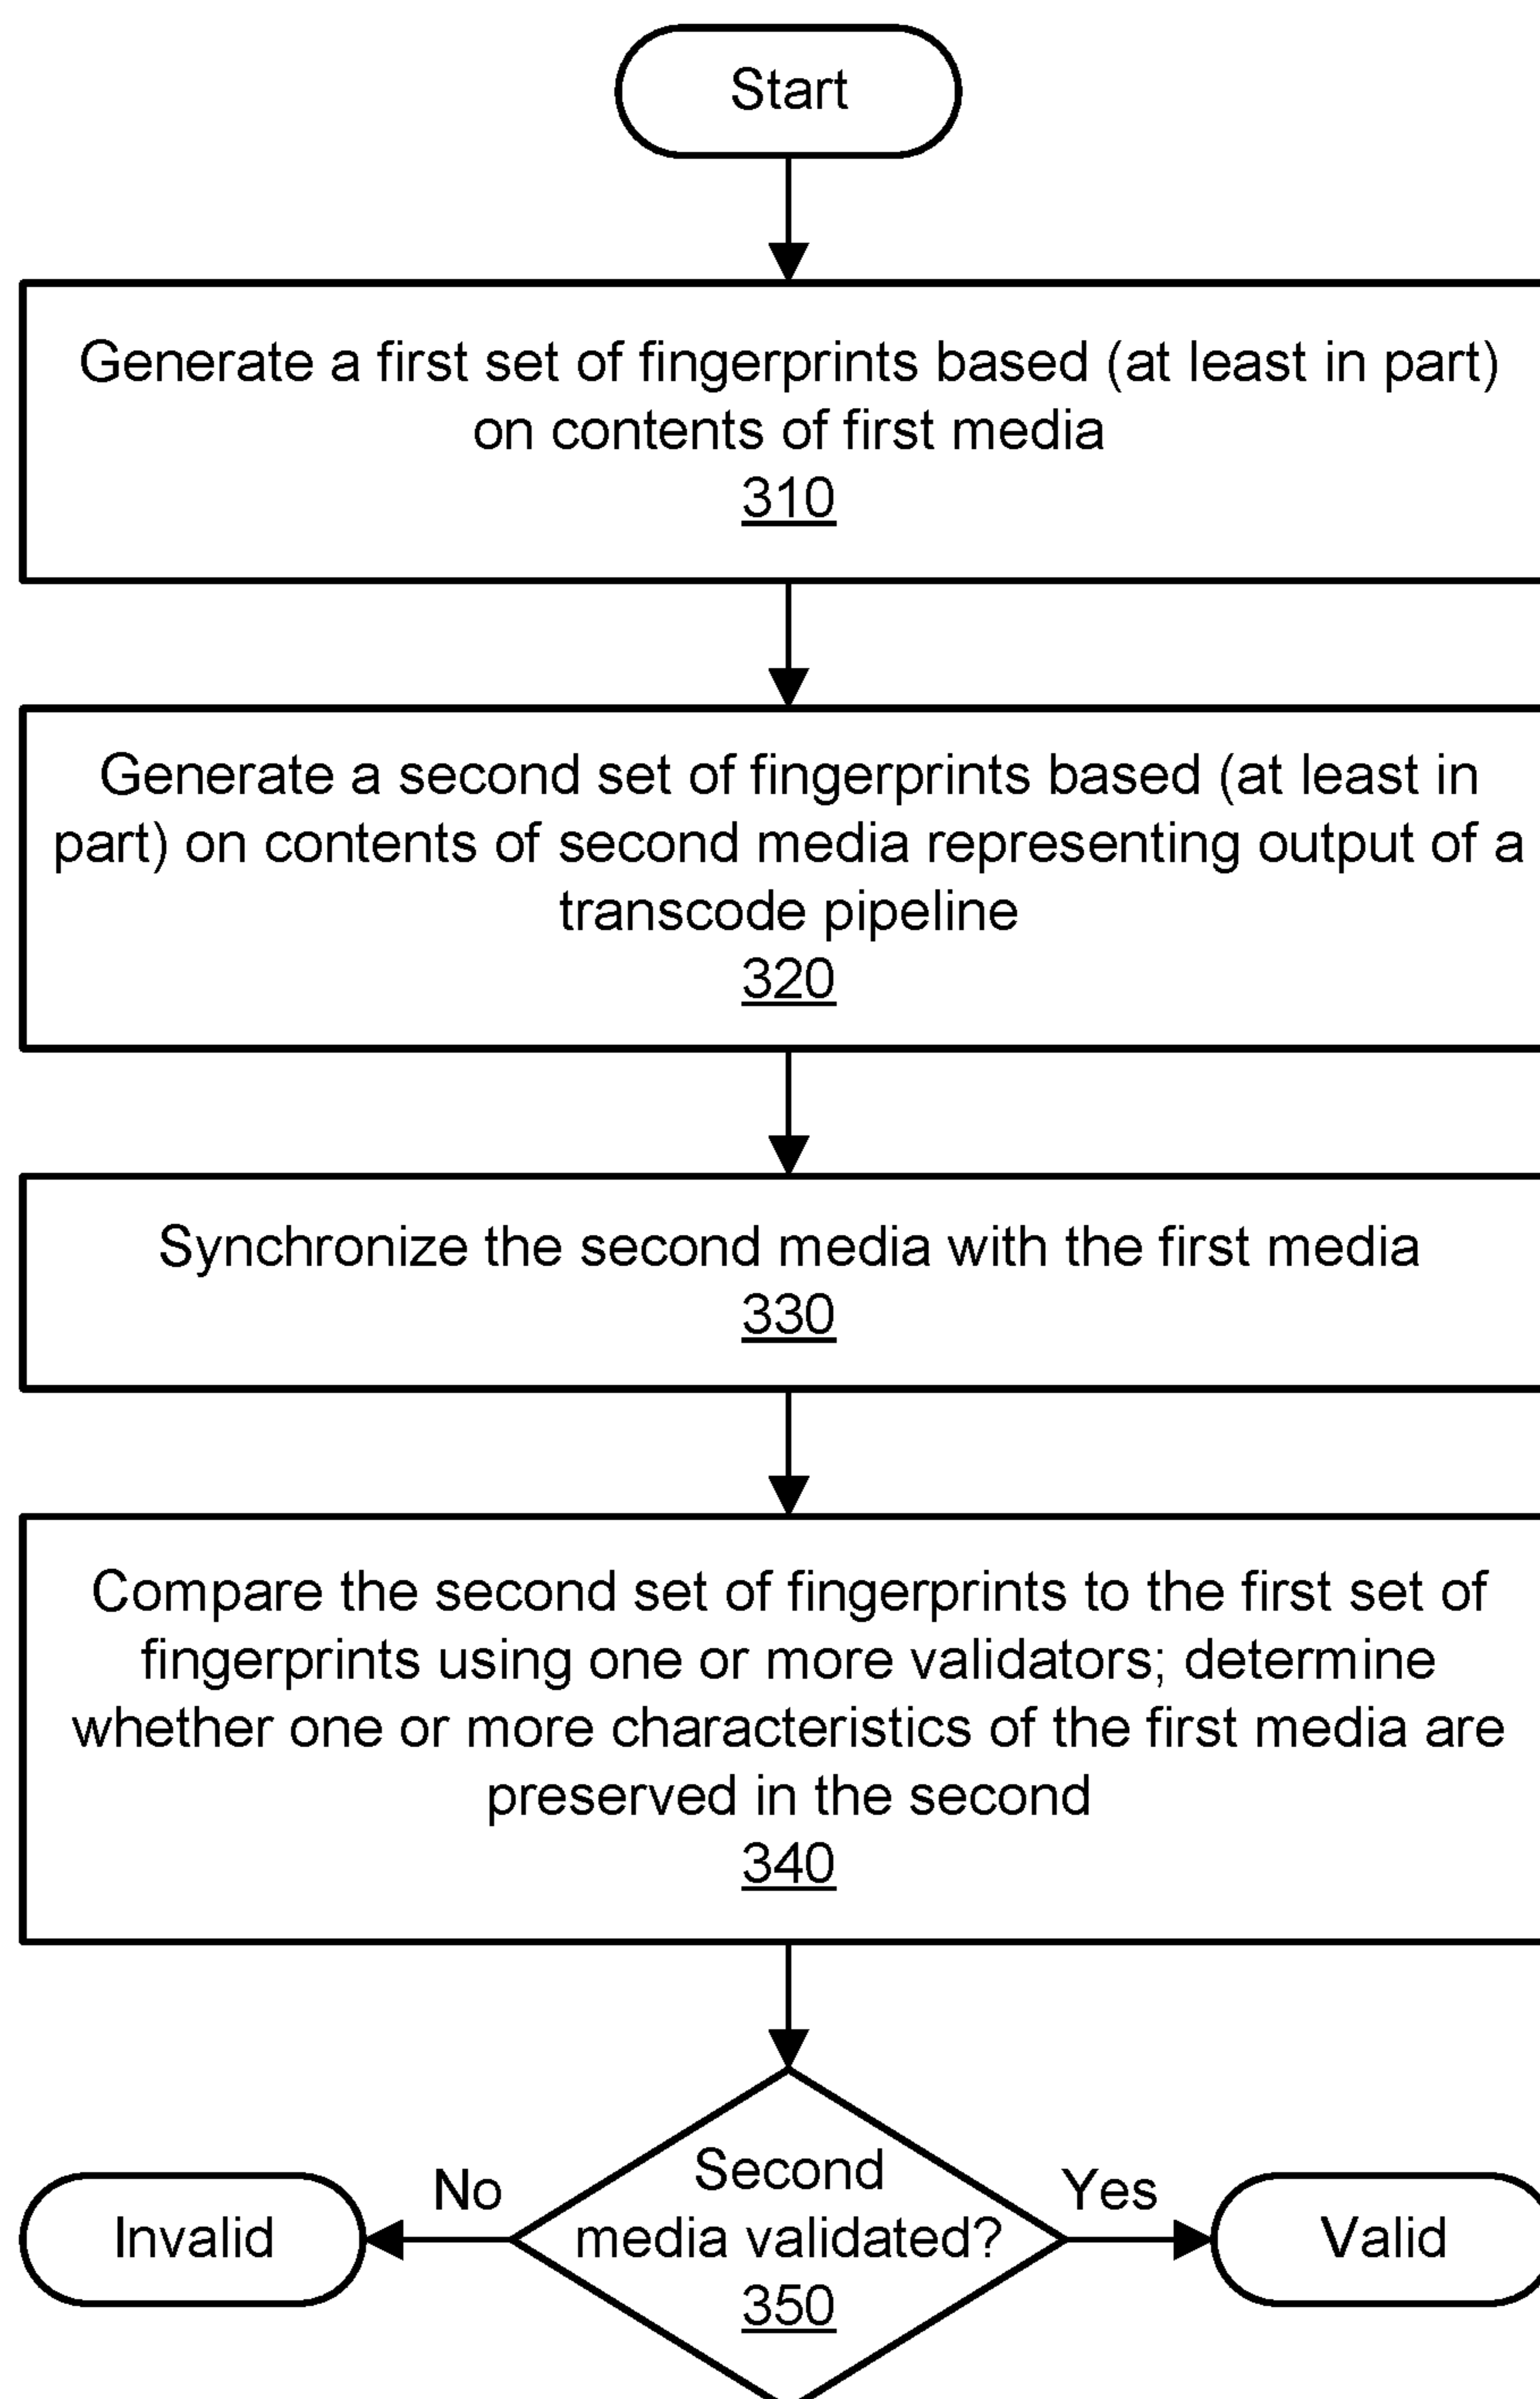 Start
Generate a first set of fingerprints based (at least in part)
on contents of first media
310
Generate a second set of fingerprints based (at least in
part) on contents of second media representing output of a
transcode pipeline
320
Synchronize the second media with the first media
330
Compare the second set of fingerprints to the first set of
fingerprints using one or more validators; determine
whether one or more characteristics of the first media are
preserved in the second
340
Second
media validated?
350
No
Yes
Invalid
Valid